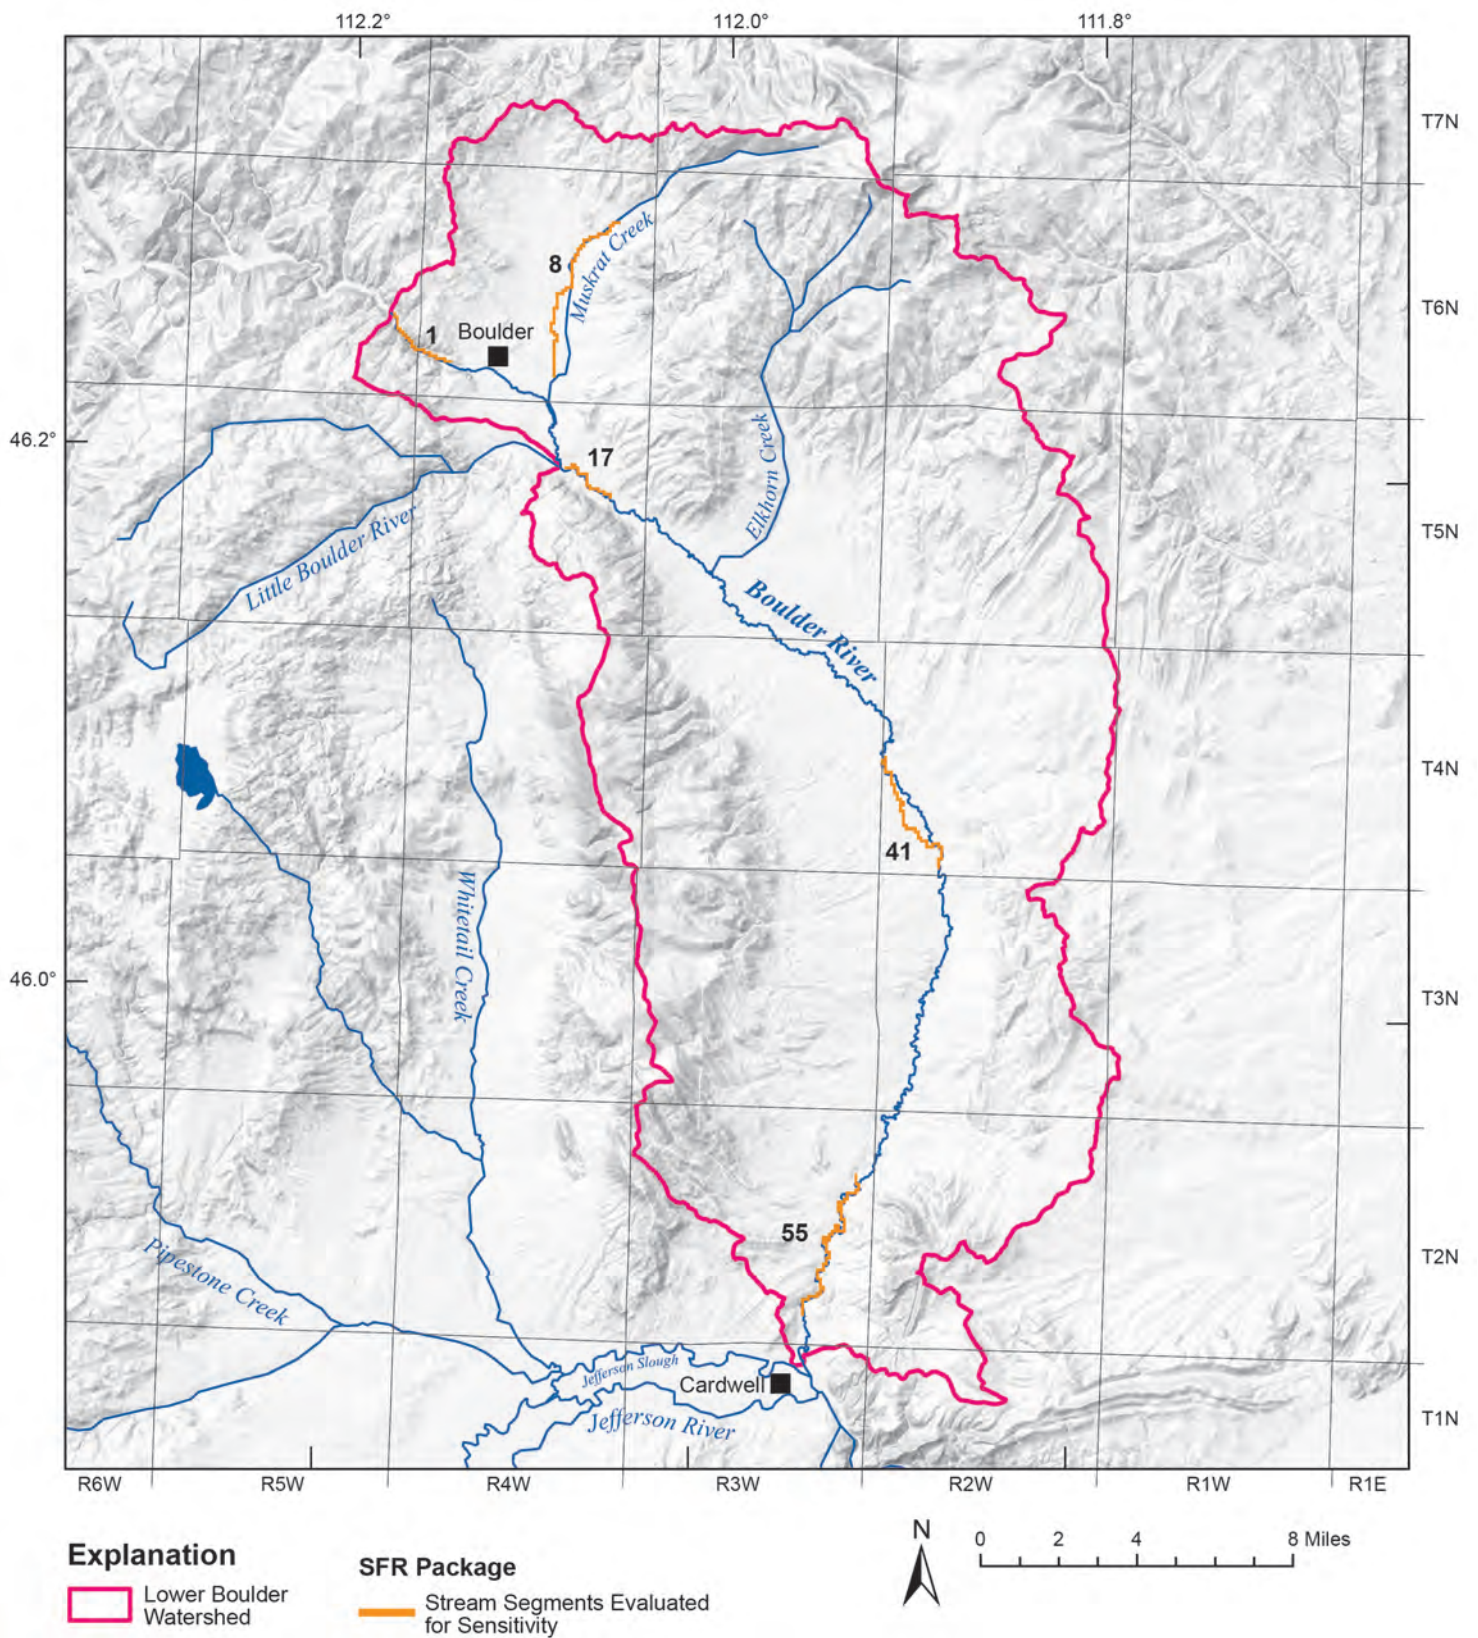 112.2°
112.0°
111.8°
T7N
Muskrat Creek
8
T6N
1
Boulder
46.2°
17
Elkhorn Creek
T5N
Little Boulder River
Boulder River
T4N
41
Whitetail Creek
46.0°
T3N
55
T2N
Pipestone Creek
Jefferson Slough
Cardwell
Jefferson River
T1N
R6W
R5W
R4W
R3W
R2W
R1W
R1E
N
0 2 4 8 Miles
Explanation
Lower Boulder
Watershed
SFR Package
Stream Segments Evaluated
for Sensitivity